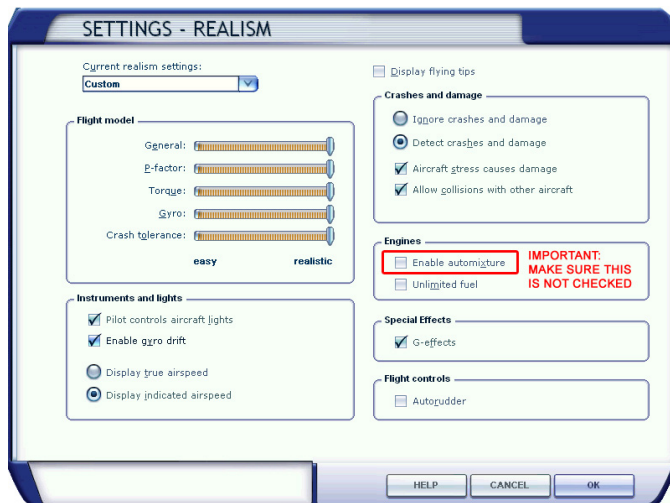 SETTINGS - REALISM
Current realism settings:
Custom
Flight model
General:
P-factor:
Torque:
Gyro:
Crash tolerance:
easy realistic
Instruments and lights
Pilot controls aircraft lights
Enable gyro drift
Display true airspeed
Display indicated airspeed
Display flying tips
Crashes and damage
Ignore crashes and damage
Detect crashes and damage
Aircraft stress causes damage
Allow collisions with other aircraft
Engines
Enable automixture
Unlimited fuel
IMPORTANT:
MAKE SURE THIS
IS NOT CHECKED
Special Effects
G-effects
Flight controls
Autorudder
HELP CANCEL OK